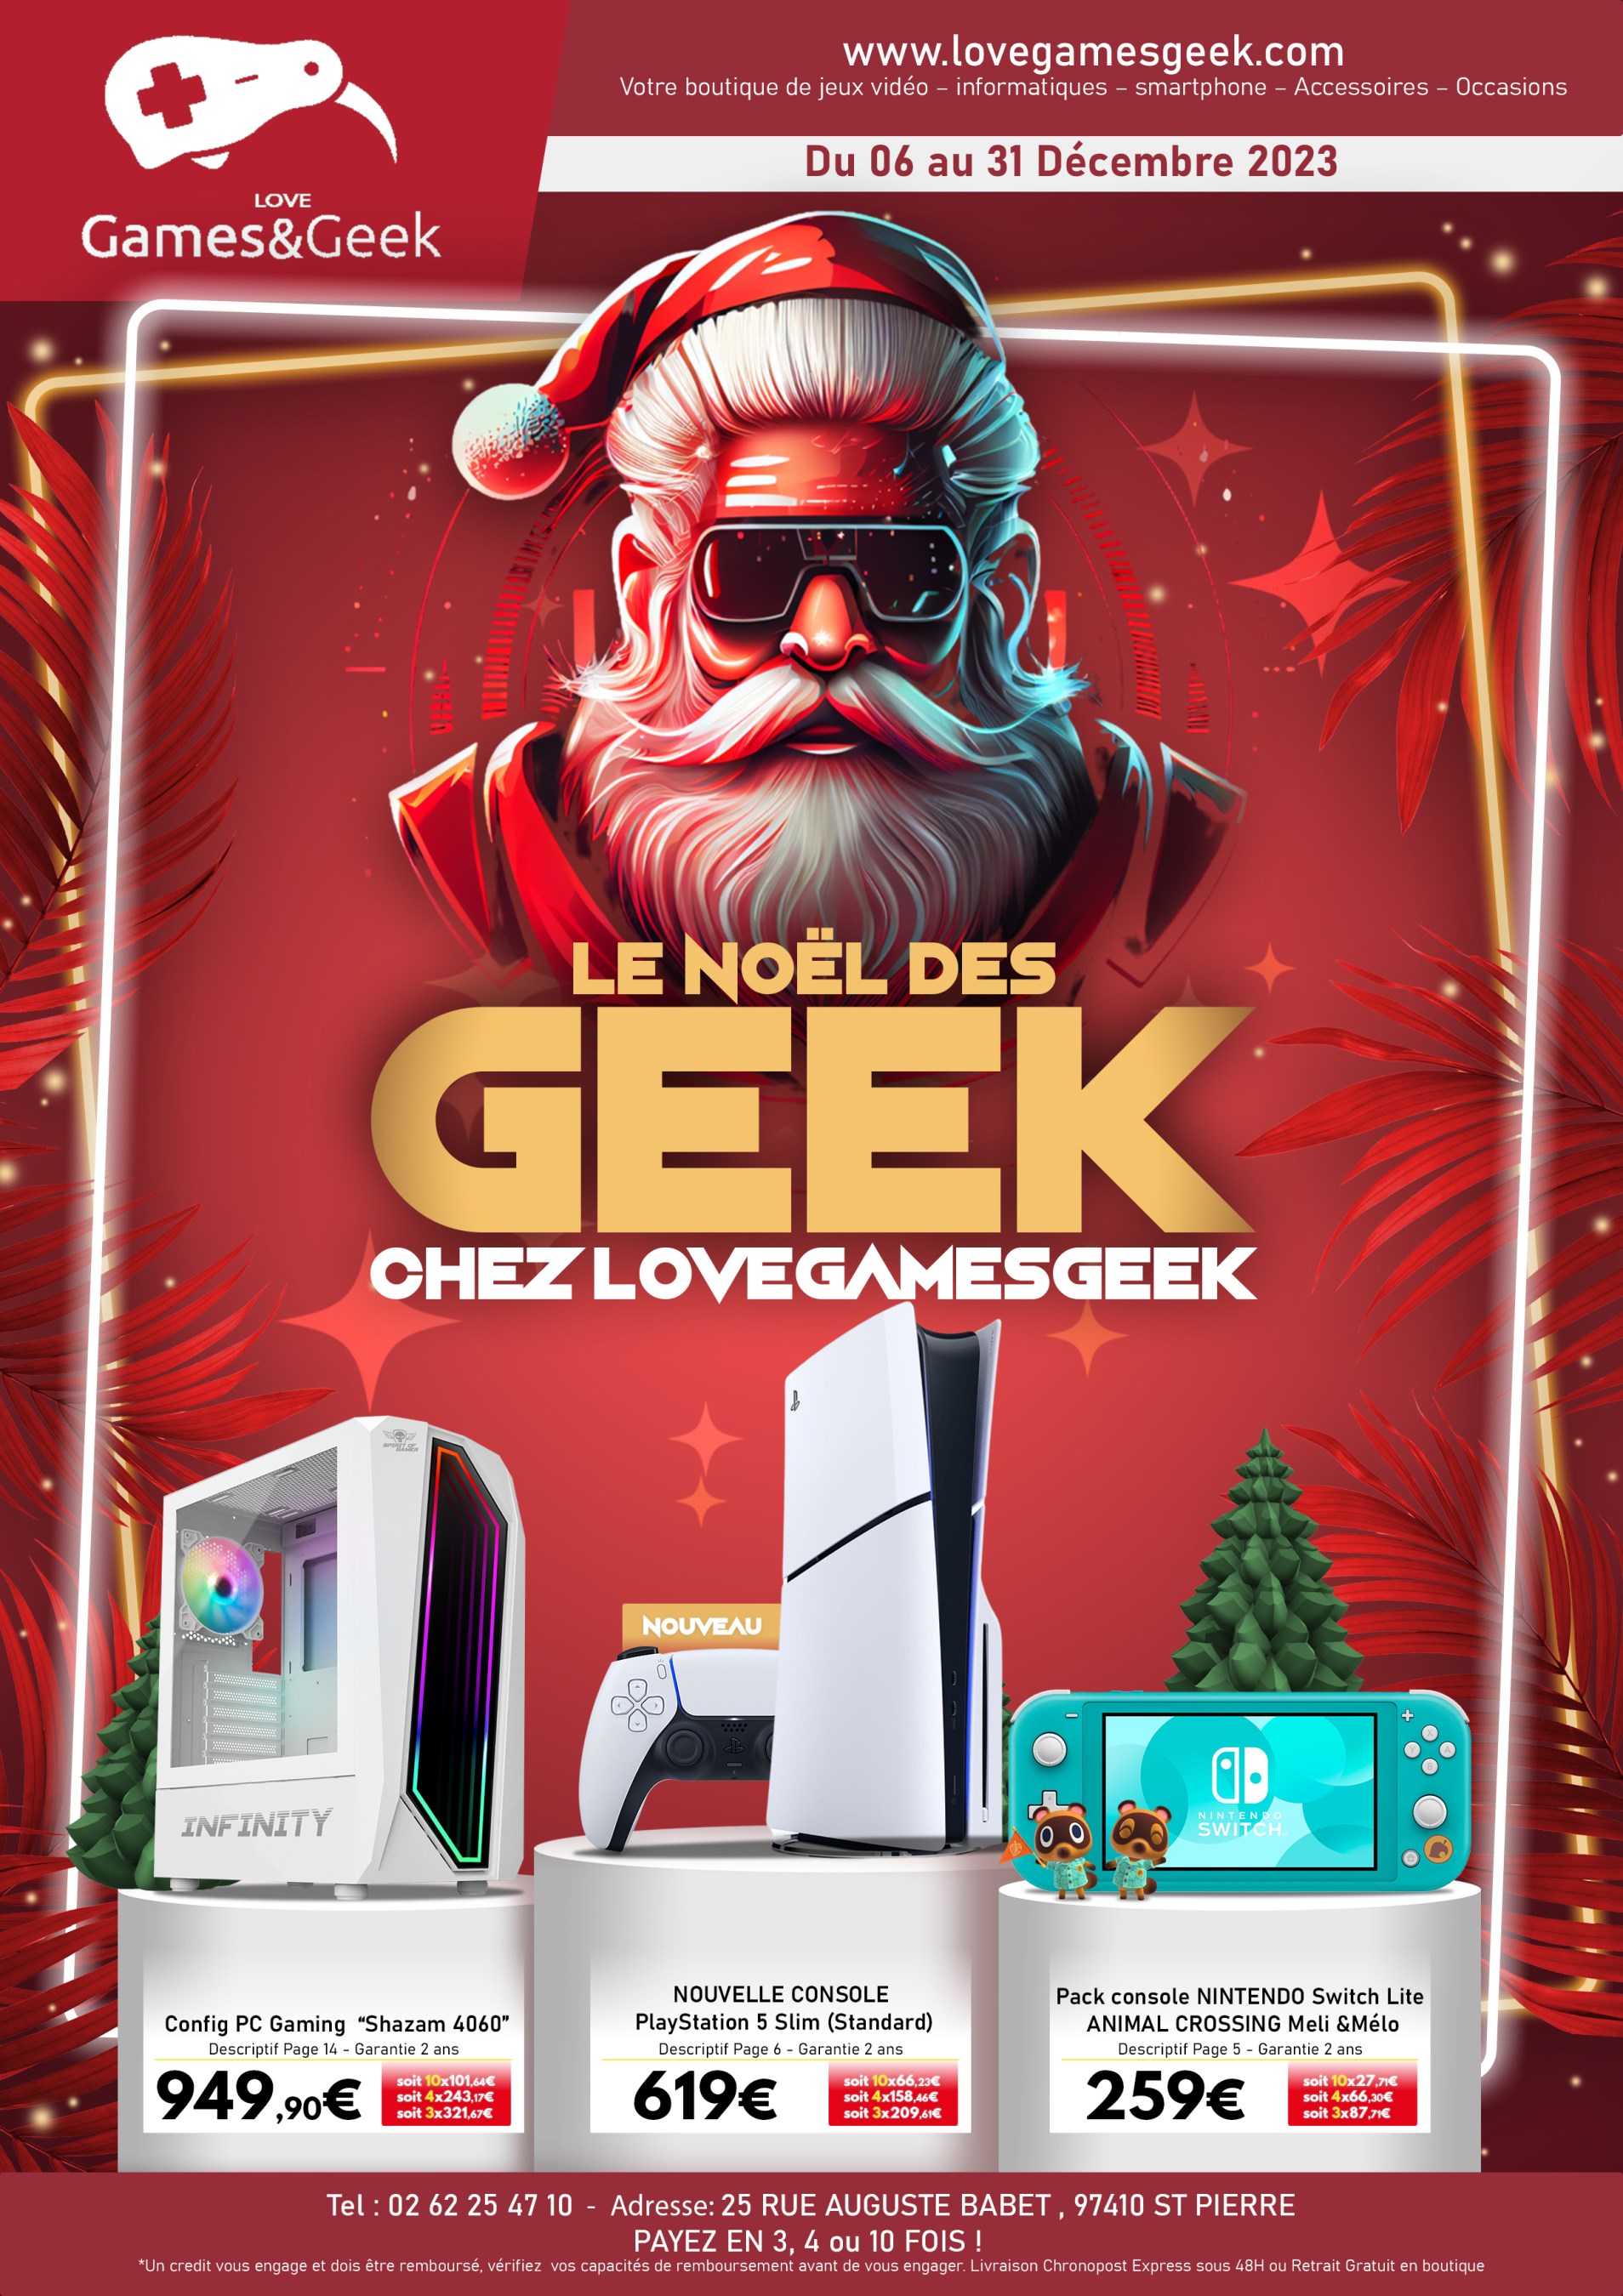 www.lovegamesgeek.com
Votre boutique de jeux vidéo – informatiques – smartphone – Accessoires – Occasions
Du 06 au 31 Décembre 2023
LOVE
Games&Geek
LE NOËL DES
GEEK
CHEZ LOVEGAMESGEEK
SPIRIT OF
GAMER
NOUVEAU
INFINITY
NINTENDO
SWITCH
Config PC Gaming “Shazam 4060”
Descriptif Page 14 - Garantie 2 ans
949,90€
soit 10x101,64€
soit 4x243,17€
soit 3x321,67€
NOUVELLE CONSOLE
PlayStation 5 Slim (Standard)
Descriptif Page 6 - Garantie 2 ans
619€
soit 10x66,23€
soit 4x158,46€
soit 3x209,61€
Pack console NINTENDO Switch Lite
ANIMAL CROSSING Meli &Mélo
Descriptif Page 5 - Garantie 2 ans
259€
soit 10x27,71€
soit 4x66,30€
soit 3x87,71€
Tel : 02 62 25 47 10 - Adresse: 25 RUE AUGUSTE BABET , 97410 ST PIERRE
PAYEZ EN 3, 4 ou 10 FOIS !
*Un credit vous engage et dois être remboursé, vérifiez vos capacités de remboursement avant de vous engager. Livraison Chronopost Express sous 48H ou Retrait Gratuit en boutique